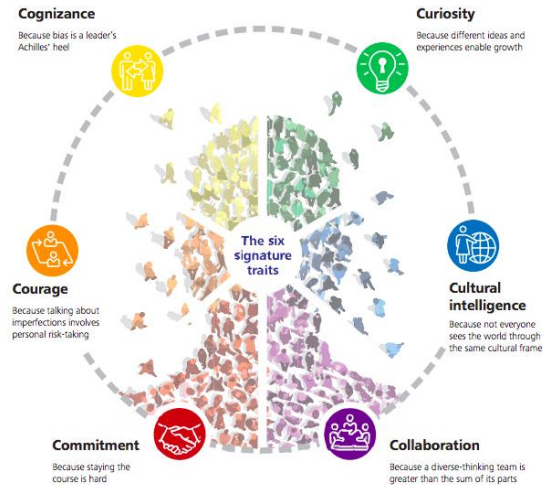 Cognizance
Because bias is a leader's
Achilles' heel
Curiosity
Because different ideas and
experiences enable growth
The six
signature
traits
Courage
Because talking about
imperfections involves
personal risk-taking
Cultural
intelligence
Because not everyone
sees the world through
the same cultural frame
Commitment
Because staying the
course is hard
Collaboration
Because a diverse-thinking team is
greater than the sum of its parts